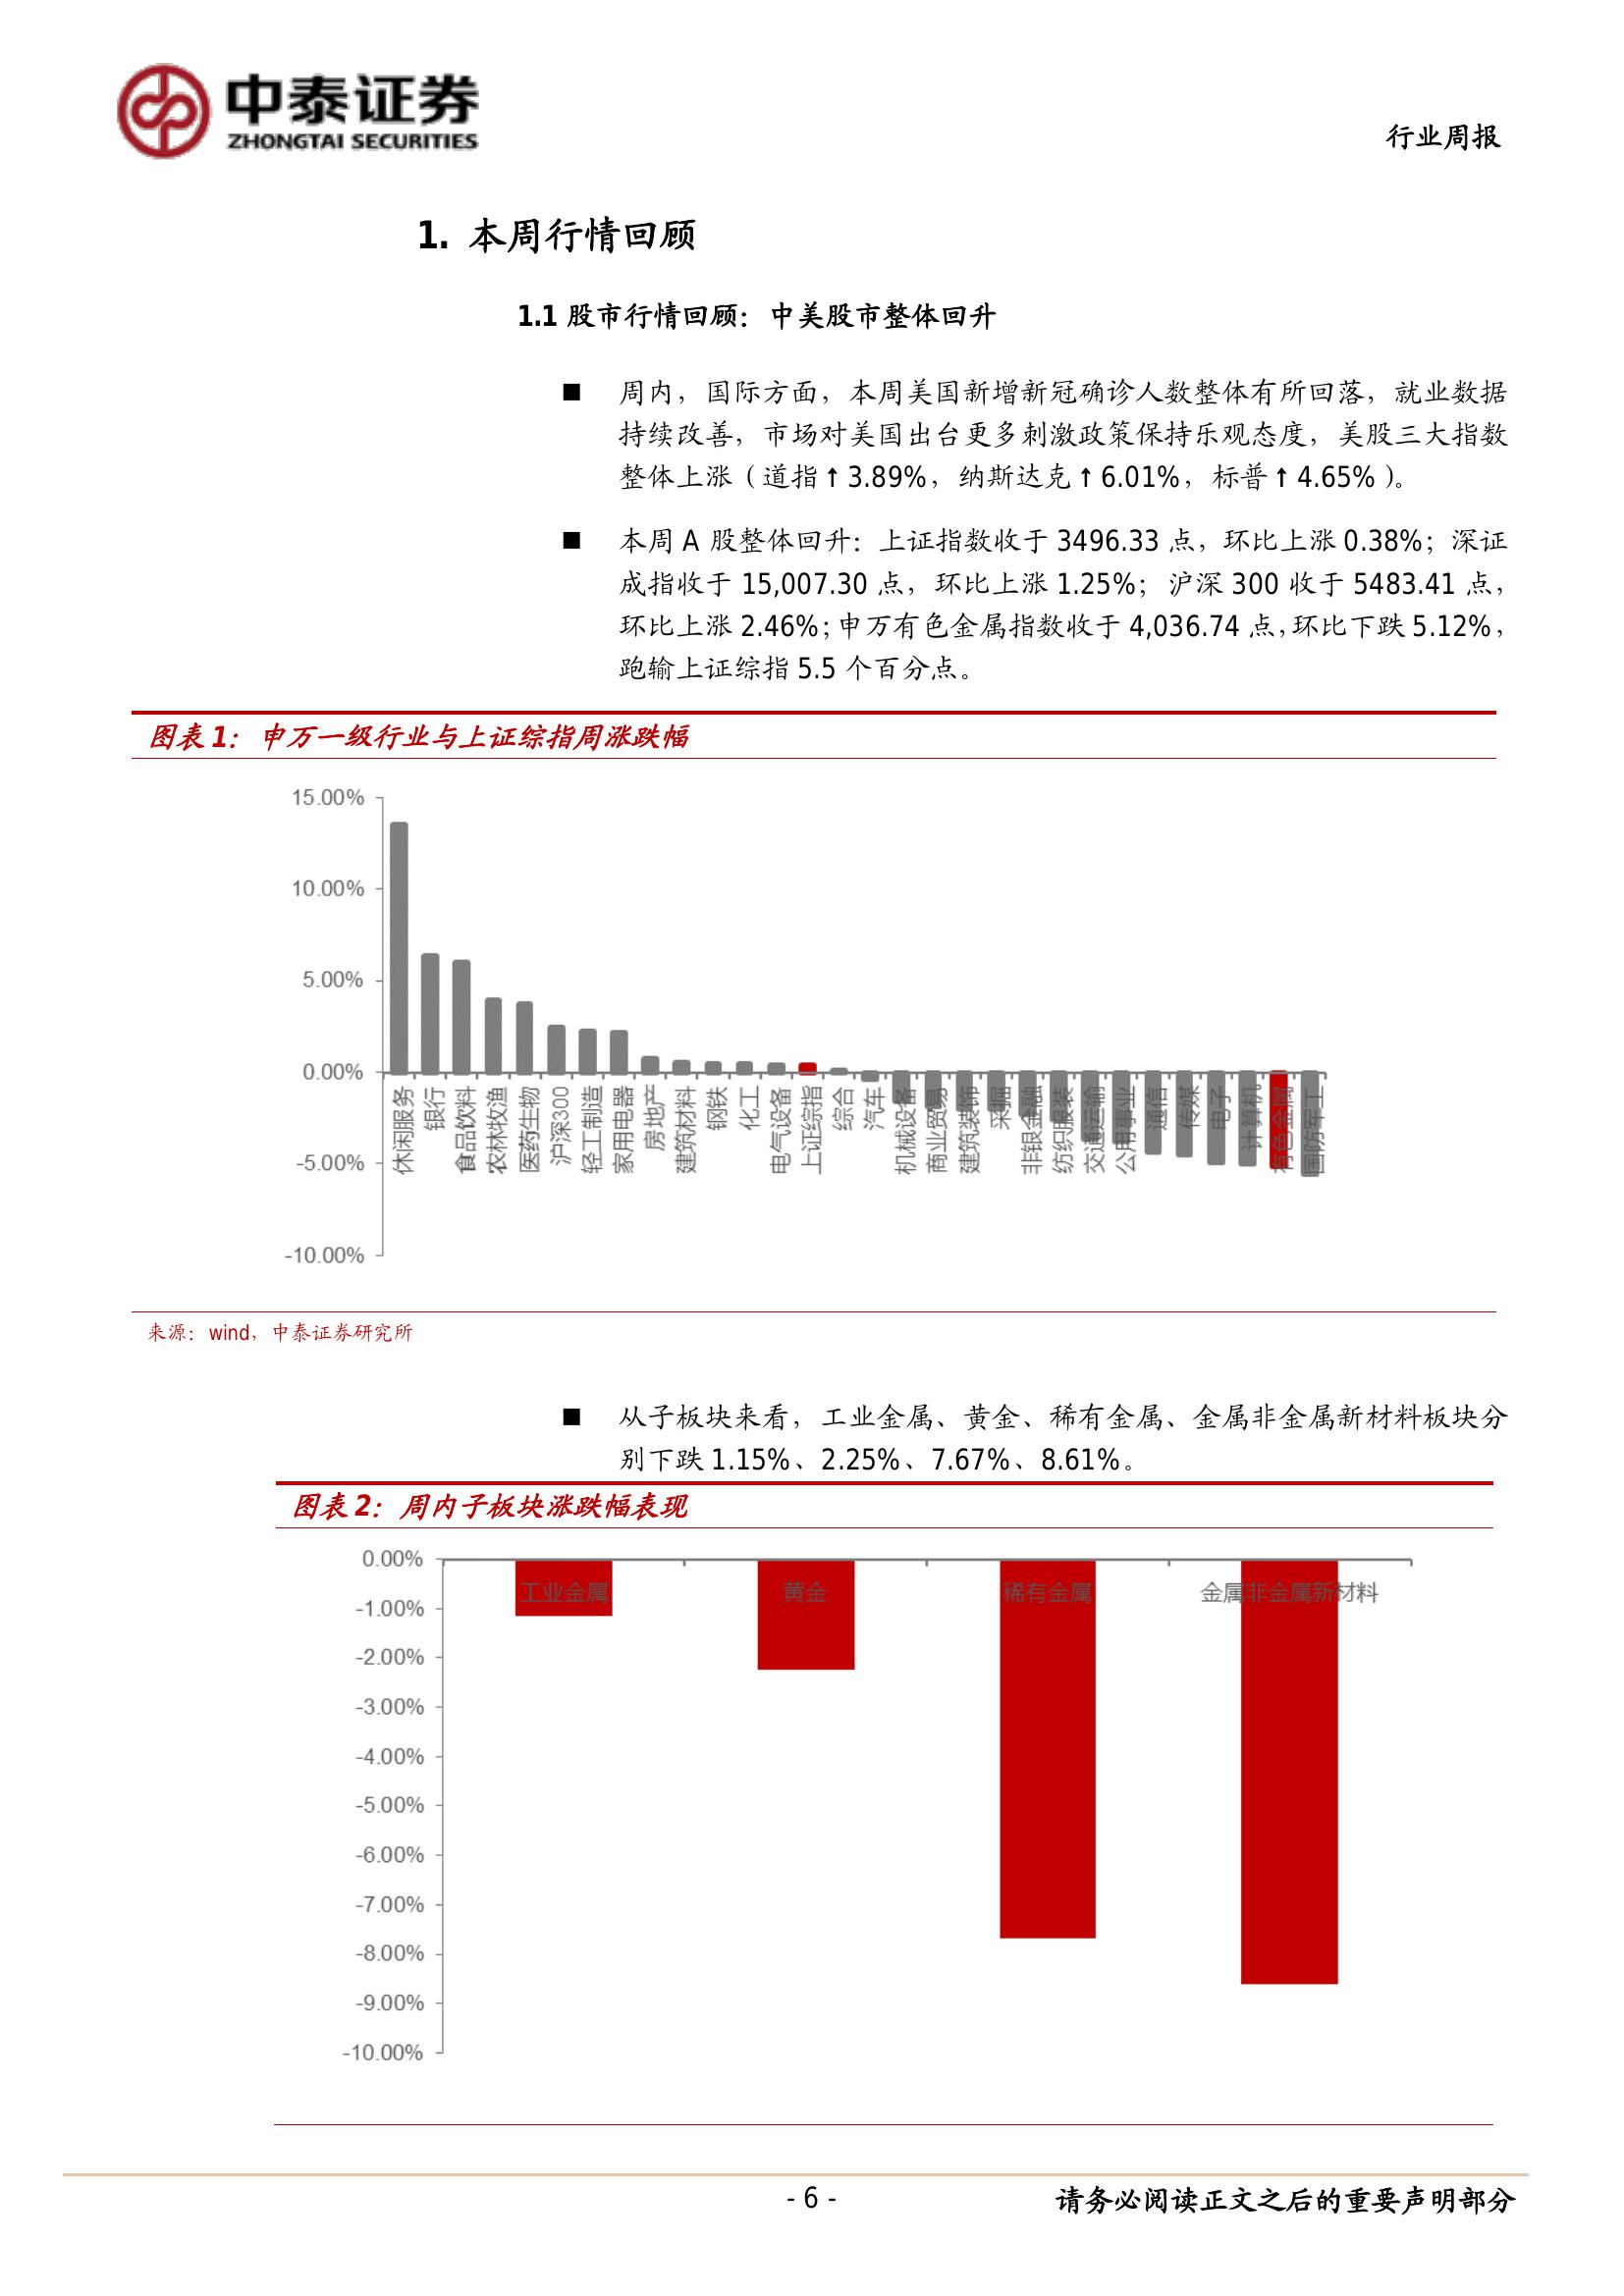 中泰证券
ZHONGTAI SECURITIES
行业周报
1. 本周行情回顾
1.1 股市行情回顾：中美股市整体回升
■ 周内，国际方面，本周美国新增新冠确诊人数整体有所回落，就业数据
持续改善，市场对美国出台更多刺激政策保持乐观态度，美股三大指数
整体上涨（道指↑3.89%，纳斯达克↑6.01%，标普↑4.65%）。
■ 本周 A 股整体回升：上证指数收于 3496.33 点，环比上涨 0.38%；深证
成指收于 15,007.30 点，环比上涨 1.25%；沪深 300 收于 5483.41 点，
环比上涨 2.46%；申万有色金属指数收于 4,036.74 点，环比下跌 5.12%，
跑输上证综指 5.5 个百分点。
图表 1：申万一级行业与上证综指周涨跌幅
15.00%
10.00%
5.00%
0.00%
-5.00%
-10.00%
休闲服务
银行
食品饮料
农林牧渔
医药生物
沪深300
轻工制造
家用电器
房地产
建筑材料
钢铁
化工
电气设备
上证综指
综合
汽车
机械设备
商业贸易
建筑装饰
采掘
非银金融
纺织服装
交通运输
公用事业
通信
传媒
电子
计算机
有色金属
国防军工
来源：wind，中泰证券研究所
■ 从子板块来看，工业金属、黄金、稀有金属、金属非金属新材料板块分
别下跌 1.15%、2.25%、7.67%、8.61%。
图表 2：周内子板块涨跌幅表现
0.00%
-1.00%
-2.00%
-3.00%
-4.00%
-5.00%
-6.00%
-7.00%
-8.00%
-9.00%
-10.00%
工业金属
黄金
稀有金属
金属非金属新材料
- 6 -
请务必阅读正文之后的重要声明部分